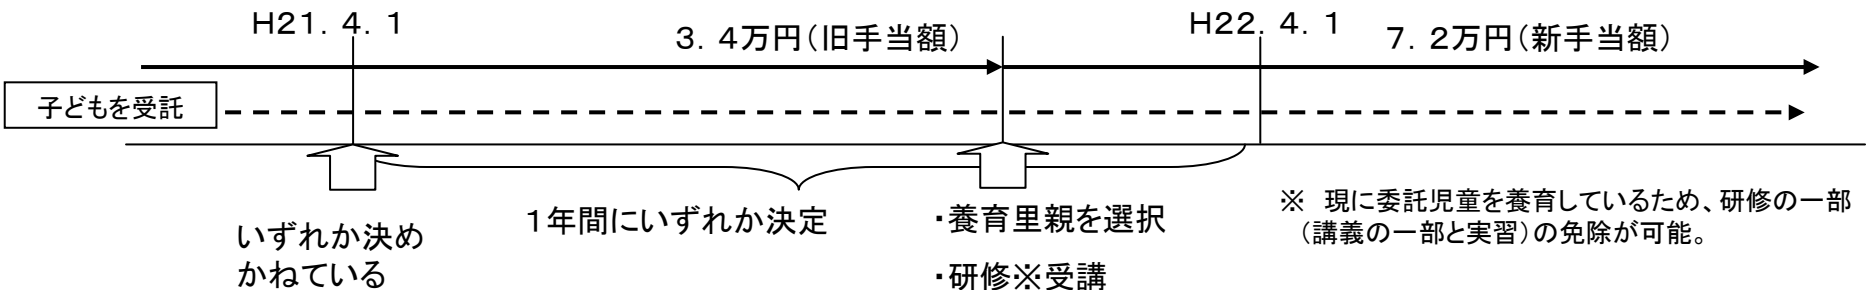 H21.4.1
3.4万円(旧手当額)
H22.4.1
7.2万円(新手当額)
子どもを受託
いずれか決め
かねている
1年間にいずれか決定
・養育里親を選択
・研修※受講
※ 現に委託児童を養育しているため、研修の一部
(講義の一部と実習)の免除が可能。